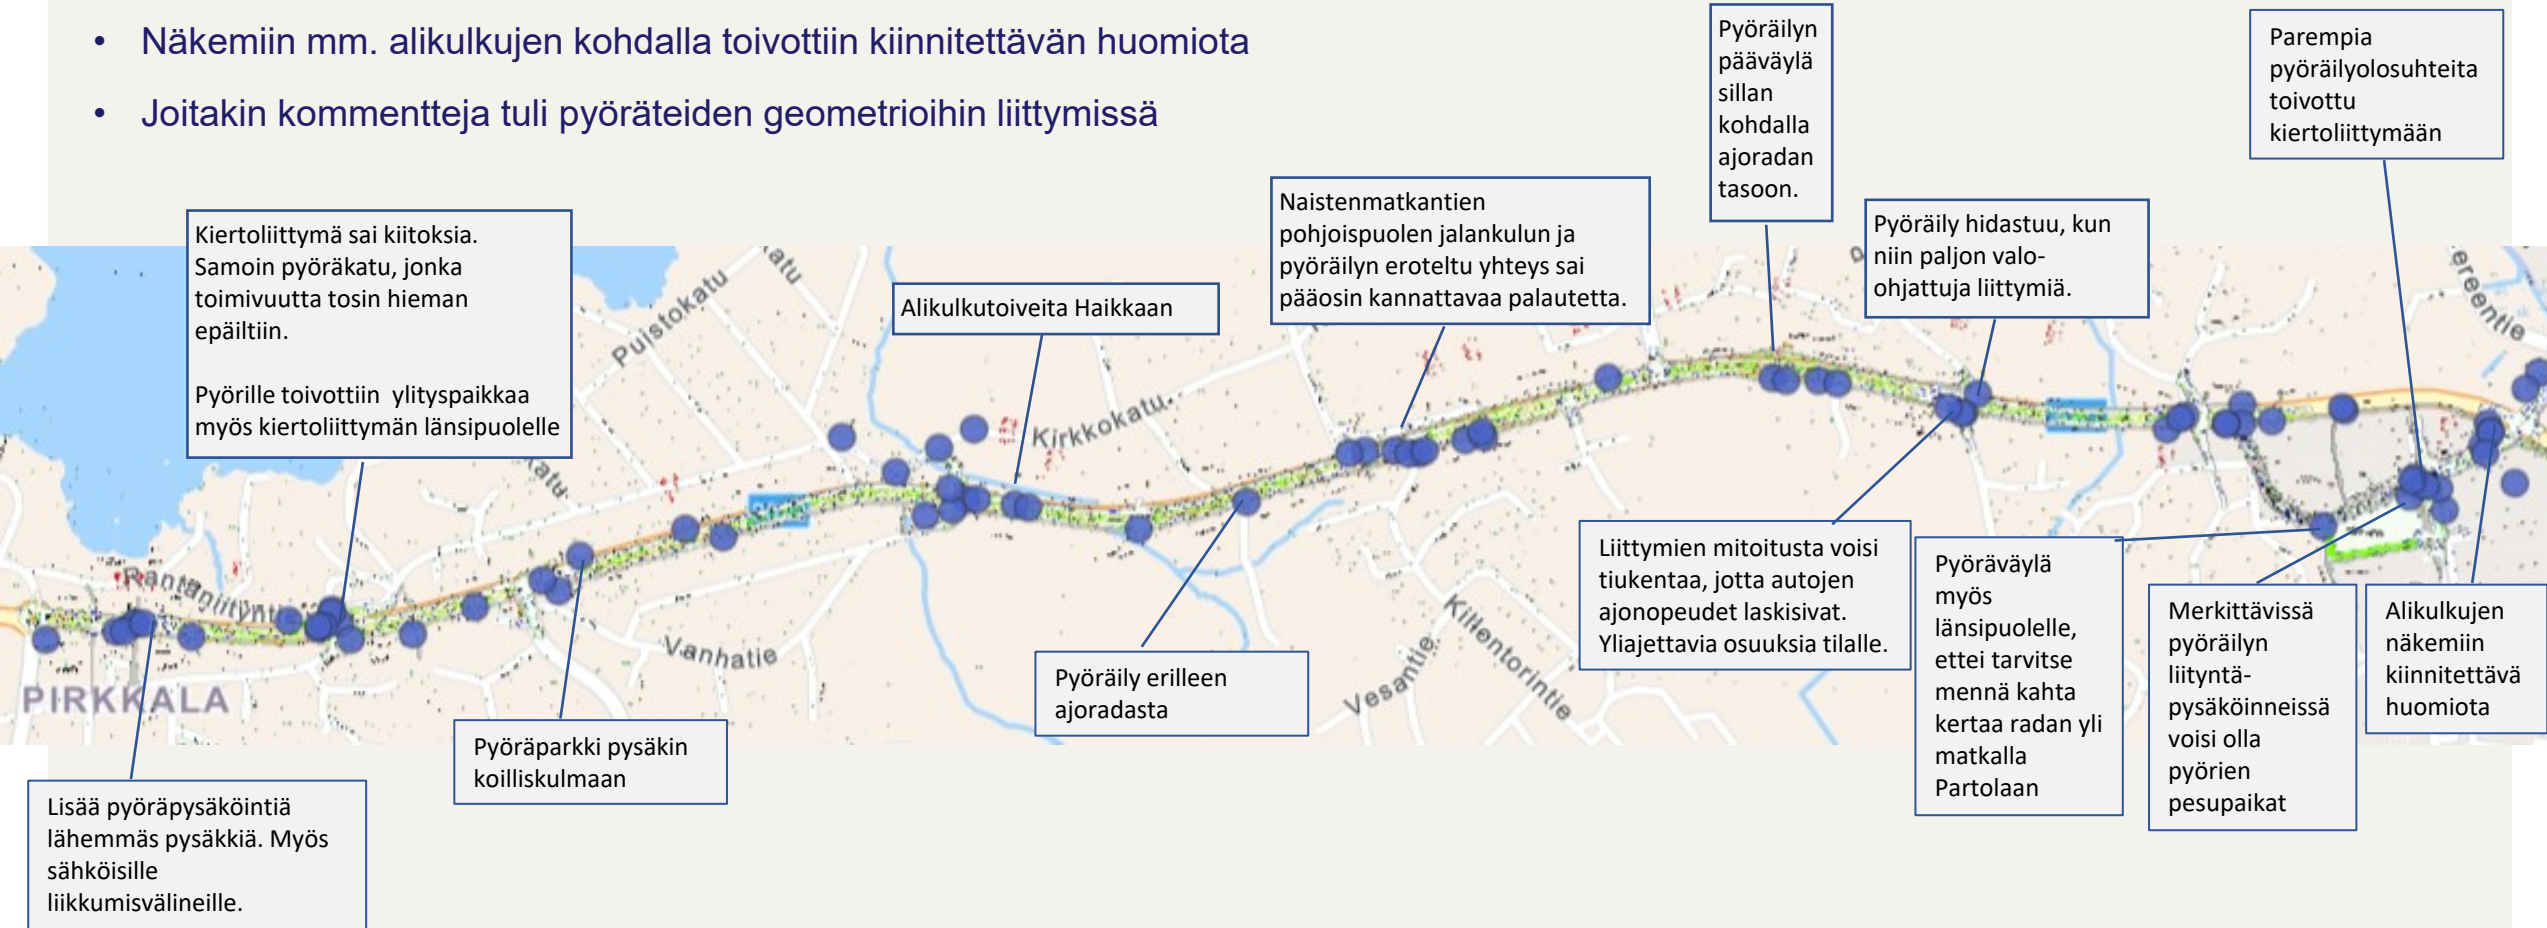 • Näkemiin mm. alikulkujen kohdalla toivottiin kiinnitettävän huomiota
• Joitakin kommentteja tuli pyöräteiden geometrioihin liittymissä
Pyöräilyn
pääväylä
sillan
kohdalla
ajoradan
tasoon.
Parempia
pyöräilyolosuhteita
toivottu
kiertoliittymään
Kiertoliittymä sai kiitoksia.
Samoin pyöräkatu, jonka
toimivuutta tosin hieman
epäiltiin.
Pyörille toivottiin ylityspaikkaa
myös kiertoliittymän länsipuolelle
Alikulkutoiveita Haikkaan
Naistenmatkantien
pohjoispuolen jalankulun ja
pyöräilyn eroteltu yhteys sai
pääosin kannattavaa palautetta.
Pyöräily hidastuu, kun
niin paljon valo-
ohjattuja liittymiä.
Puistokatu
atu
katu
Kirkkokatu
ereentie
Rantaniityntie
Vanhatie
Vesantie
Killontorintie
PIRKKALA
Lisää pyöräpysäköintiä
lähemmäs pysäkkiä. Myös
sähköisille
liikkumisvälineille.
Pyöräparkki pysäkin
koilliskulmaan
Pyöräily erilleen
ajoradasta
Liittymien mitoitusta voisi
tiukentaa, jotta autojen
ajonopeudet laskisivat.
Yliajettavia osuuksia tilalle.
Pyöräväylä
myös
länsipuolelle,
ettei tarvitse
mennä kahta
kertaa radan yli
matkalla
Partolaan
Merkittävissä
pyöräilyn
liityntä-
pysäköinneissä
voisi olla
pyörien
pesupaikat
Alikulkujen
näkemiin
kiinnitettävä
huomiota